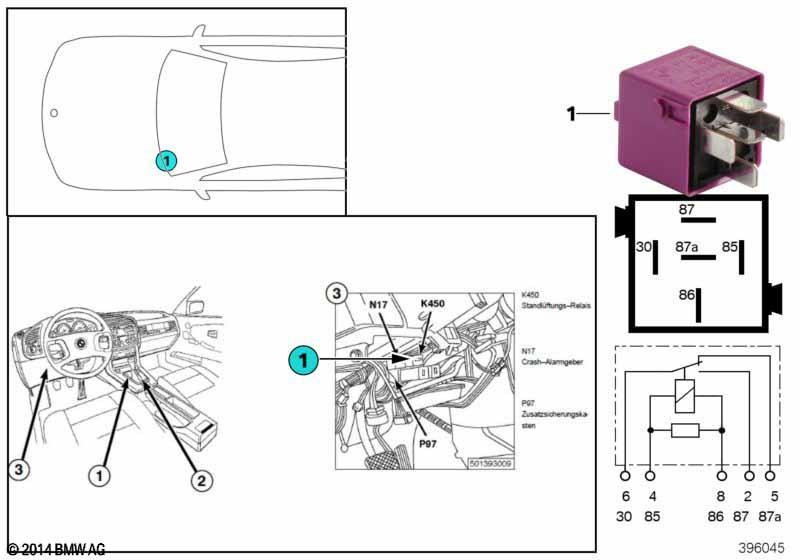 1
1
87
30
87a
85
86
3
N17
K450
K450
Standlüftungs–Relais
1
N17
Crash–Alarmgeber
P97
Zusatzsicherungska-
sten
P97
501393009
3
1
2
6 4 8 2 5
30 85 86 87 87a
© 2014 BMW AG
396045